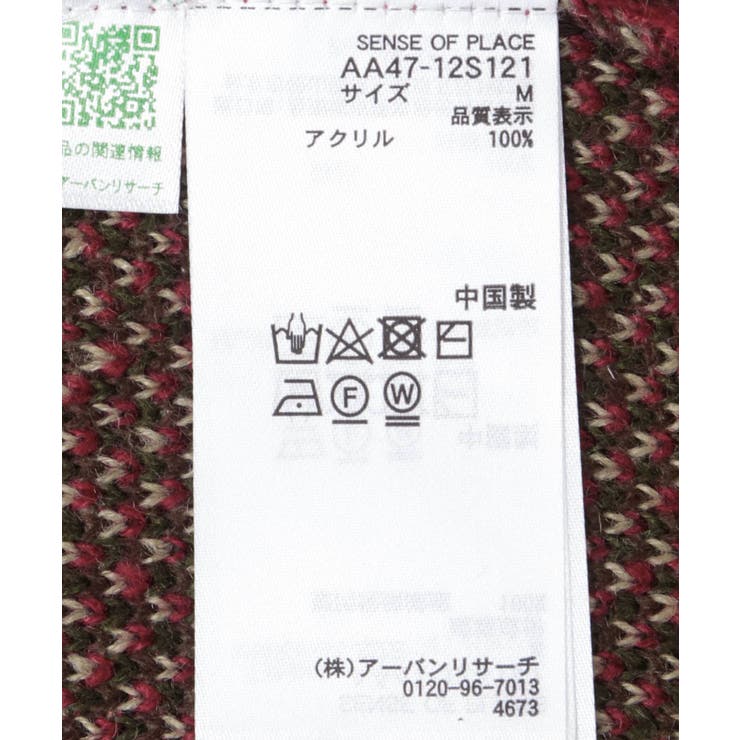 SENSE OF PLACE
AA47-12S121
サイズ M
品質表示
アクリル 100%
中国製
F W
(株)アーバンリサーチ
0120-96-7013
4673
品の関連情報
アーバンリサーチ